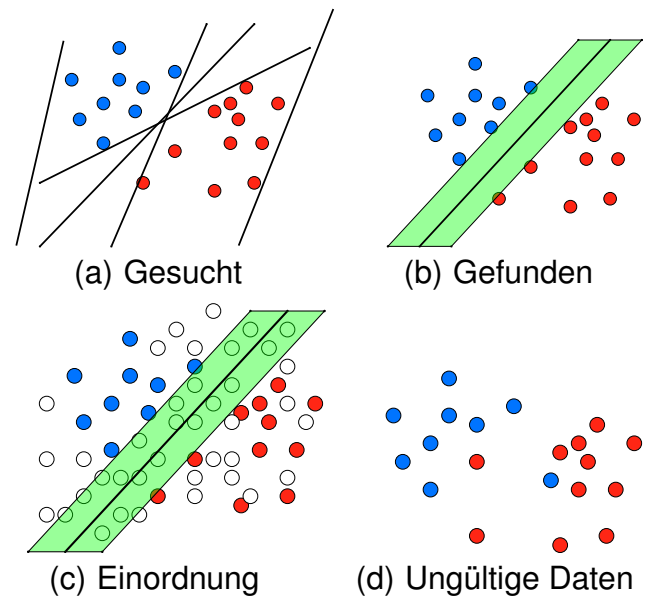 (a) Gesucht
(b) Gefunden
(c) Einordnung
(d) Ungültige Daten